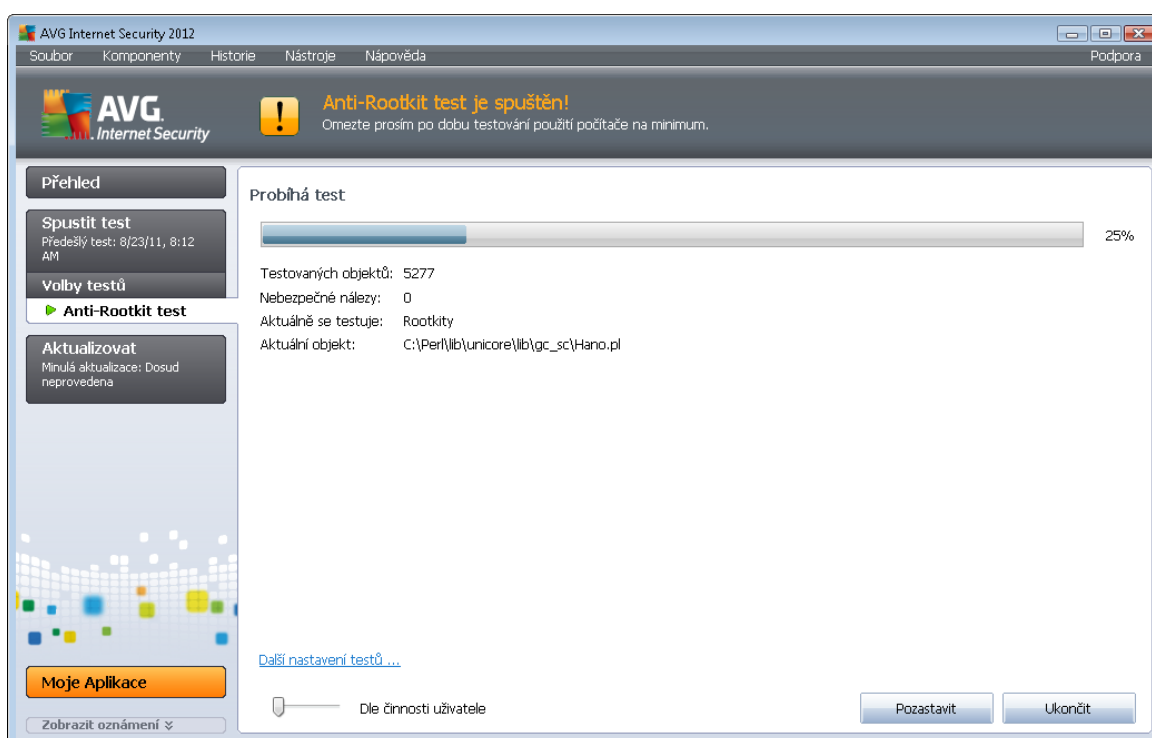 AVG Internet Security 2012
Soubor Komponenty Historie Nástroje Nápověda Podpora
AVG.
Internet Security
Anti-Rootkit test je spuštěn!
Omezte prosím po dobu testování použití počítače na minimum.
Přehled
Spustit test
Předešlý test: 8/23/11, 8:12
AM
Volby testů
Anti-Rootkit test
Aktualizovat
Minulá aktualizace: Dosud
neprovedena
Moje Aplikace
Zobrazit oznámení
Probíhá test
25%
Testovaných objektů: 5277
Nebezpečné nálezy: 0
Aktuálně se testuje: Rootkity
Aktuální objekt: C:\Perl\lib\unicore\lib\gc_sc\Hano.pl
Další nastavení testů ...
Dle činnosti uživatele
Pozastavit Ukončit